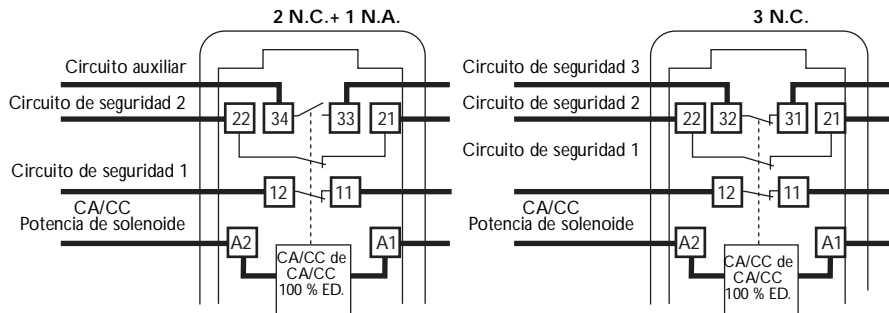 2 N.C.+ 1 N.A.
Circuito auxiliar
Circuito de seguridad 2
22
34
33
21
Circuito de seguridad 1
12
11
CA/CC
Potencia de solenoide
A2
A1
CA/CC de
CA/CC
100 % ED.
3 N.C.
Circuito de seguridad 3
Circuito de seguridad 2
22
32
31
21
Circuito de seguridad 1
12
11
CA/CC
Potencia de solenoide
A2
A1
CA/CC de
CA/CC
100 % ED.